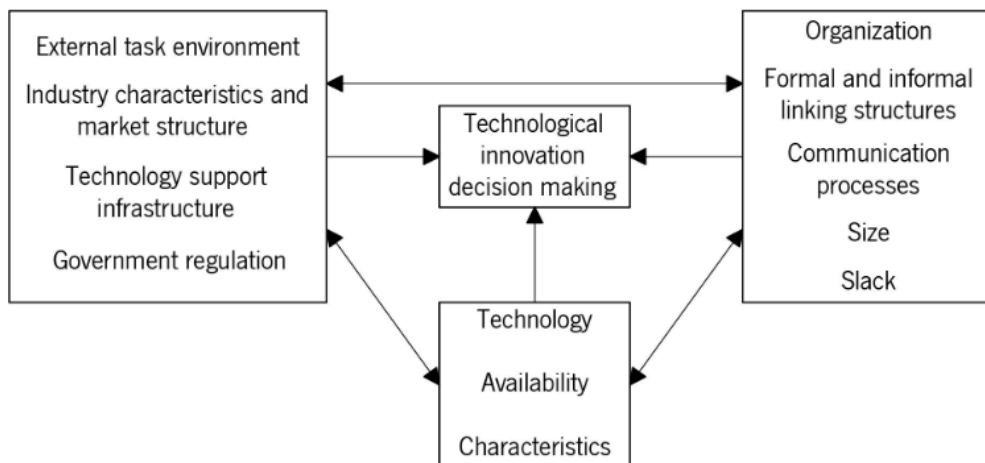 External task environment
Industry characteristics and
market structure
Technology support
infrastructure
Government regulation
Technological
innovation
decision making
Organization
Formal and informal
linking structures
Communication
processes
Size
Slack
Technology
Availability
Characteristics